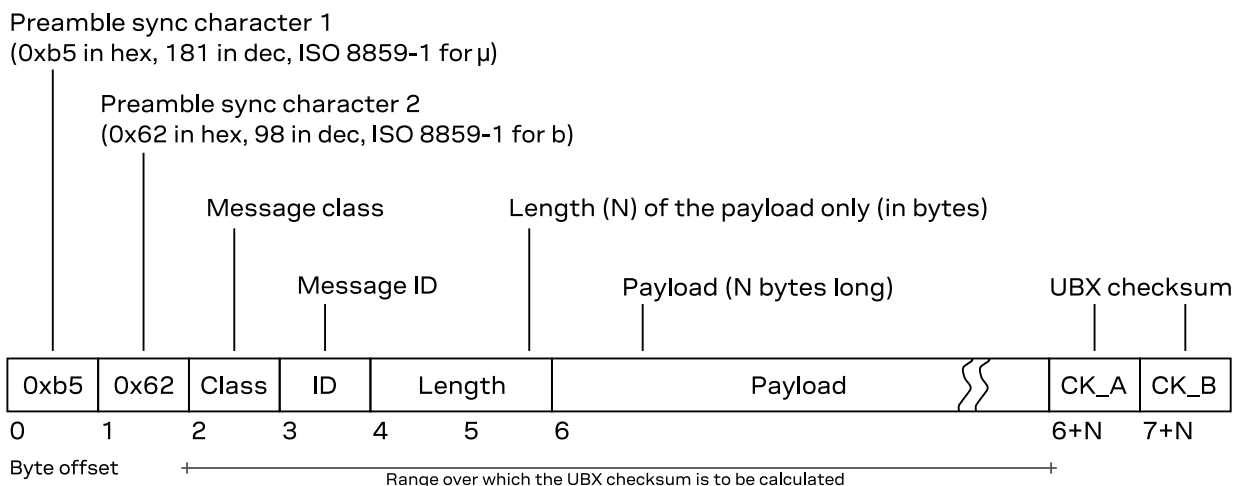 Preamble sync character 1
(0xb5 in hex, 181 in dec, ISO 8859-1 for µ)
Preamble sync character 2
(0x62 in hex, 98 in dec, ISO 8859-1 for b)
Message class
Length (N) of the payload only (in bytes)
Message ID
Payload (N bytes long)
UBX checksum
0xb5 0x62 Class ID Length Payload CK_A CK_B
0 1 2 3 4 5 6 6+N 7+N
Byte offset
Range over which the UBX checksum is to be calculated